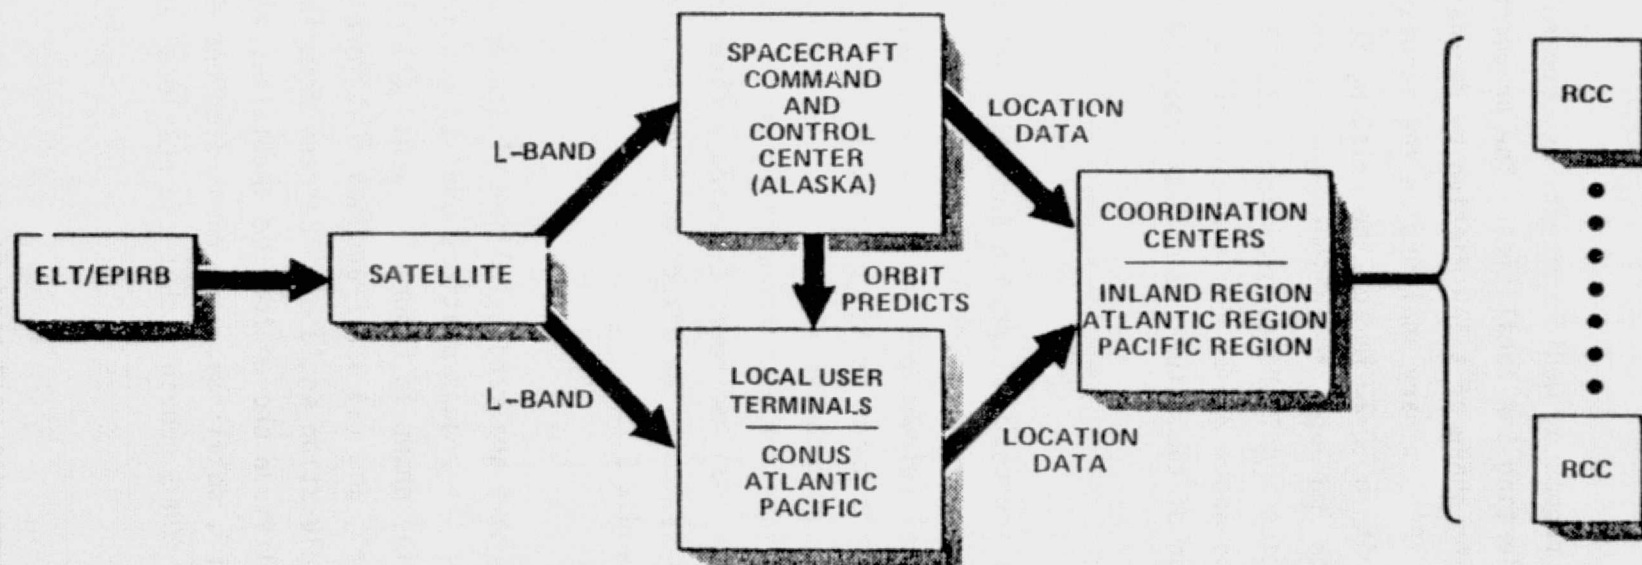 ELT/EPIRB
SATELLITE
L-BAND
L-BAND
SPACECRAFT
COMMAND
AND
CONTROL
CENTER
(ALASKA)
ORBIT
PREDICTS
LOCAL USER
TERMINALS
CONUS
ATLANTIC
PACIFIC
LOCATION
DATA
LOCATION
DATA
COORDINATION
CENTERS
INLAND REGION
ATLANTIC REGION
PACIFIC REGION
RCC
RCC